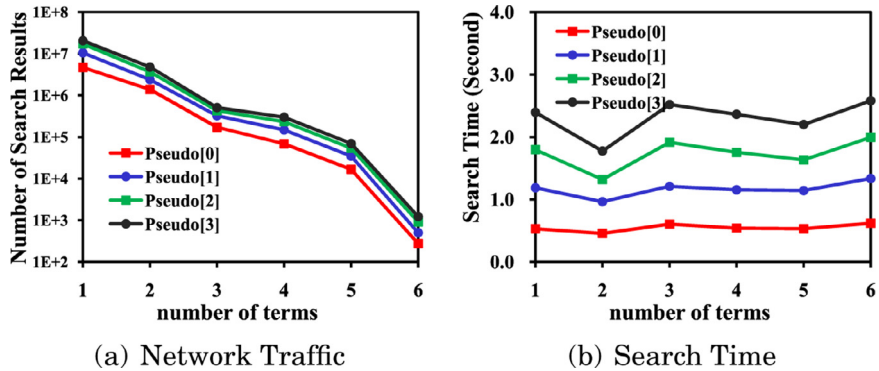 1E+8
1E+7
1E+6
1E+5
1E+4
1E+3
1E+2
Number of Search Results
Pseudo[0]
Pseudo[1]
Pseudo[2]
Pseudo[3]
1 2 3 4 5 6
number of terms
(a) Network Traffic
4.0
3.0
2.0
1.0
0.0
Search Time (Second)
Pseudo[0]
Pseudo[1]
Pseudo[2]
Pseudo[3]
1 2 3 4 5 6
number of terms
(b) Search Time